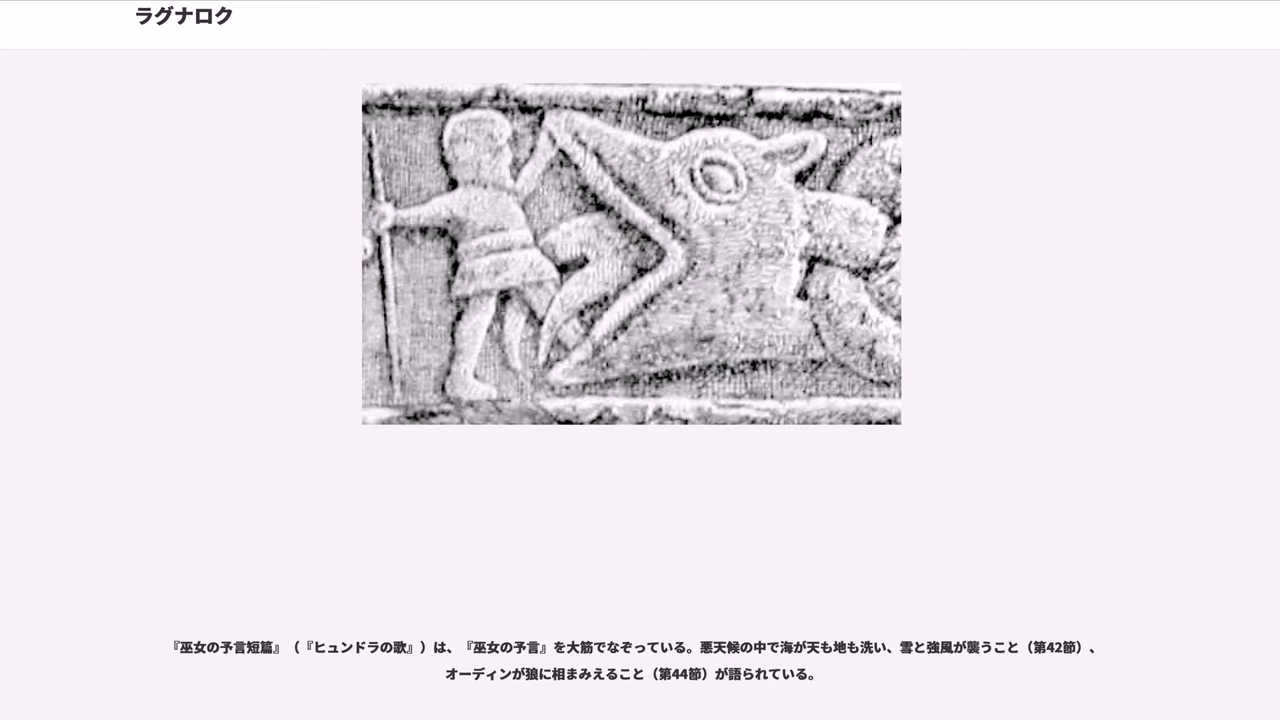 ラグナロク
『巫女の予言短篇』（『ヒュンドラの歌』）は、『巫女の予言』を大筋でなぞっている。悪天候の中で海が天も地も洗い、雪と強風が襲うこと（第42節）、
オーディンが狼に相まみえること（第44節）が語られている。